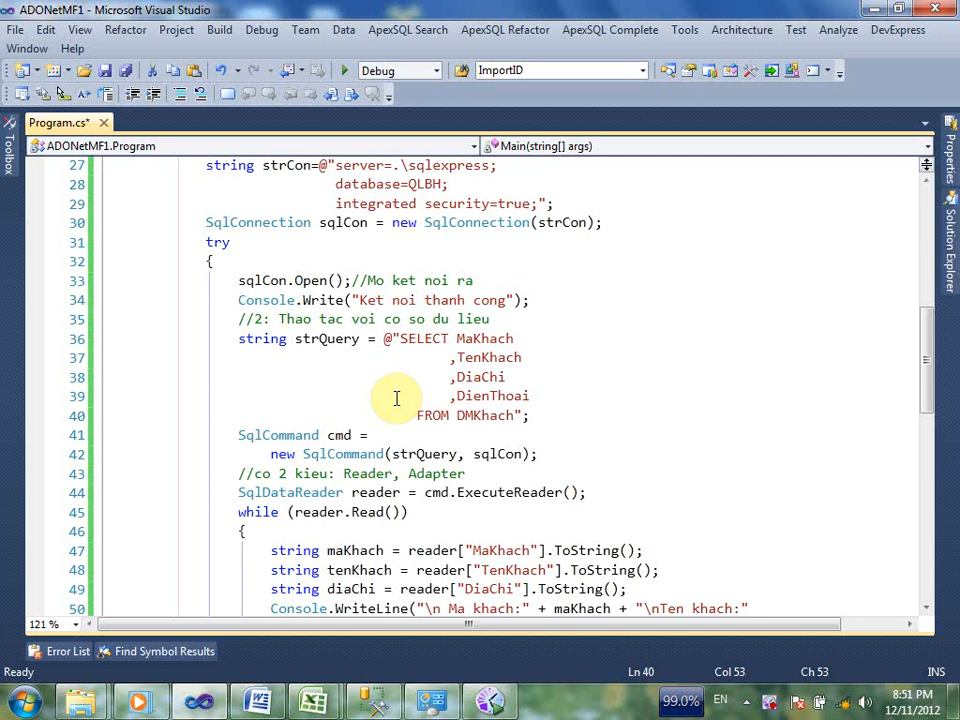 ADONetMF1 - Microsoft Visual Studio
File Edit View Refactor Project Build Debug Team Data ApexSQL Search ApexSQL Refactor ApexSQL Complete Tools Architecture Test Analyze DevExpress
Window Help
Debug ImportID
Program.cs*
ADONetMF1.Program Main(string[] args)
Toolbox
Properties
Solution Explorer
27 string strCon=@"server=.\sqlexpress;
28 database=QLBH;
29 integrated security=true;";
30 SqlConnection sqlCon = new SqlConnection(strCon);
31 try
32 {
33 sqlCon.Open();//Mo ket noi ra
34 Console.Write("Ket noi thanh cong");
35 //2: Thao tac voi co so du lieu
36 string strQuery = @"SELECT MaKhach
37 ,TenKhach
38 ,DiaChi
39 ,DienThoai
40 FROM DMKhach";
41 SqlCommand cmd =
42 new SqlCommand(strQuery, sqlCon);
43 //co 2 kieu: Reader, Adapter
44 SqlDataReader reader = cmd.ExecuteReader();
45 while (reader.Read())
46 {
47 string maKhach = reader["MaKhach"].ToString();
48 string tenKhach = reader["TenKhach"].ToString();
49 string diaChi = reader["DiaChi"].ToString();
50 Console.WriteLine("\n Ma khach:" + maKhach + "\nTen khach:"
121 %
Error List Find Symbol Results
Ready Ln 40 Col 53 Ch 53 INS
99.0% EN 8:51 PM
12/11/2012